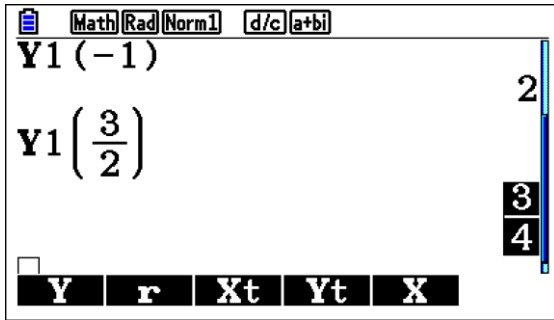 Math Rad Norm1 d/c a+bi
Y1(−1)
2
Y1(3/2)
3/4
Y r Xt Yt X